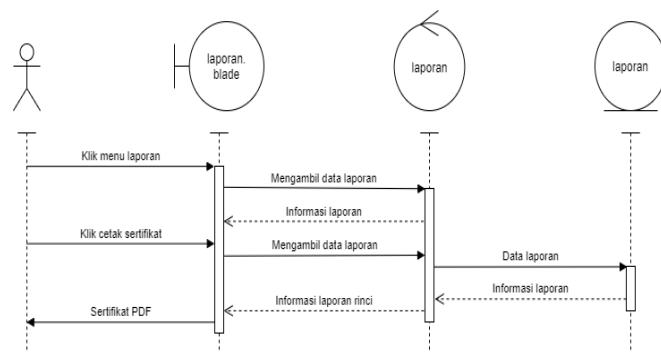 laporan.
blade
laporan
laporan
Klik menu laporan
Mengambil data laporan
Informasi laporan
Klik cetak sertifikat
Mengambil data laporan
Data laporan
Informasi laporan
Informasi laporan rinci
Sertifikat PDF